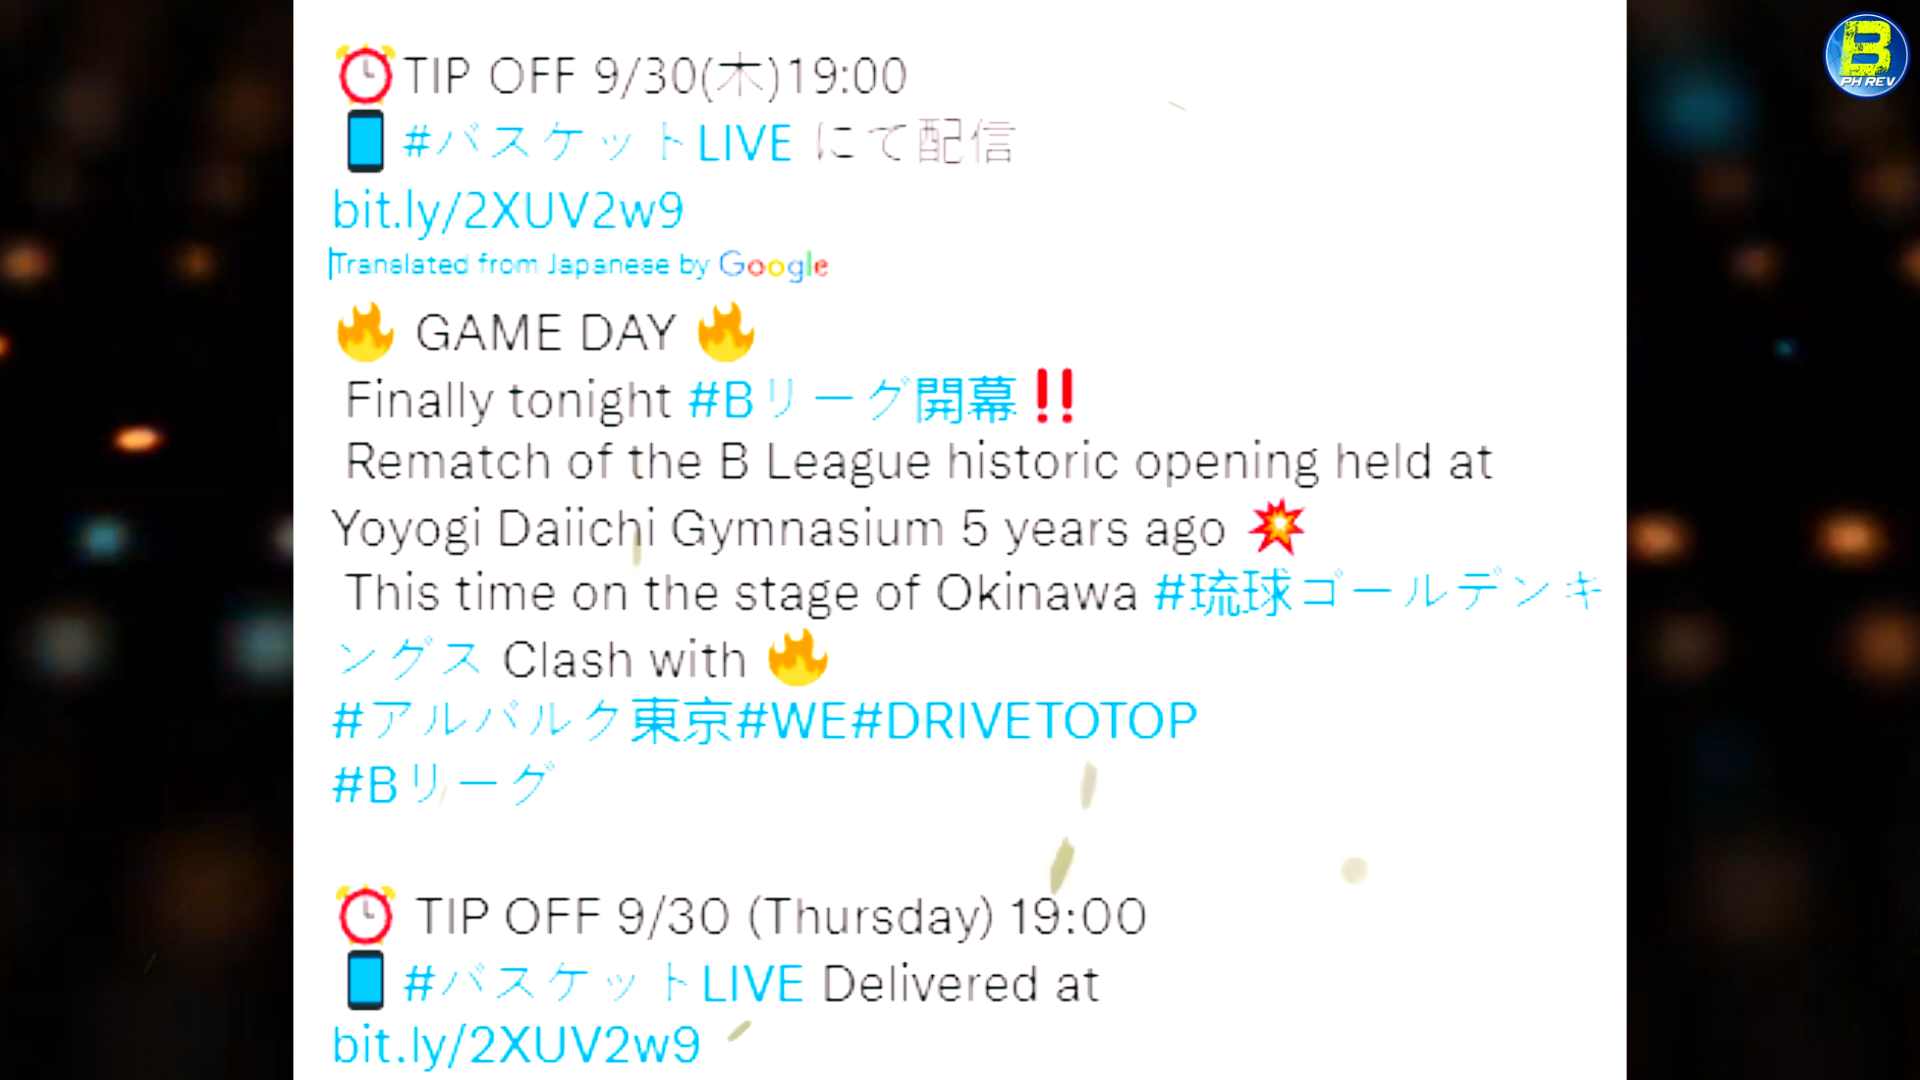 ⏰TIP OFF 9/30(木)19:00
📱#バスケットLIVE にて配信
bit.ly/2XUV2w9
Translated from Japanese by Google
🔥 GAME DAY 🔥
Finally tonight #Bリーグ開幕‼
Rematch of the B League historic opening held at
Yoyogi Daiichi Gymnasium 5 years ago 💥
This time on the stage of Okinawa #琉球ゴールデンキ
ングス Clash with 🔥
#アルバルク東京#WE#DRIVETOTOP
#Bリーグ
⏰ TIP OFF 9/30 (Thursday) 19:00
📱#バスケットLIVE Delivered at
bit.ly/2XUV2w9
B
PH REV